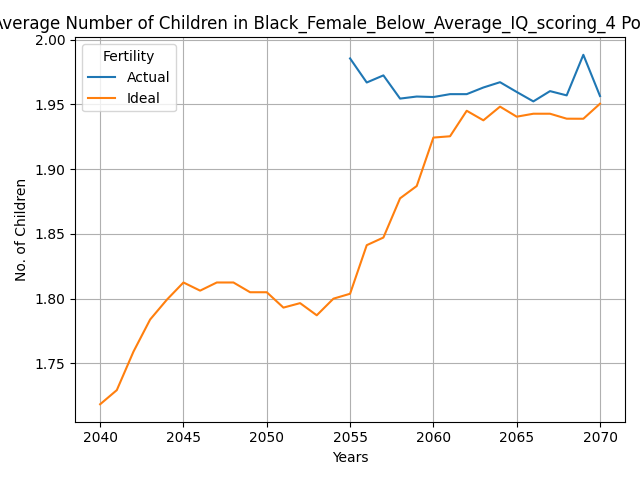 Average Number of Children in Black_Female_Below_Average_IQ_scoring_4 Po
2.00
1.95
1.90
1.85
1.80
1.75
No. of Children
Fertility
Actual
Ideal
2040 2045 2050 2055 2060 2065 2070
Years